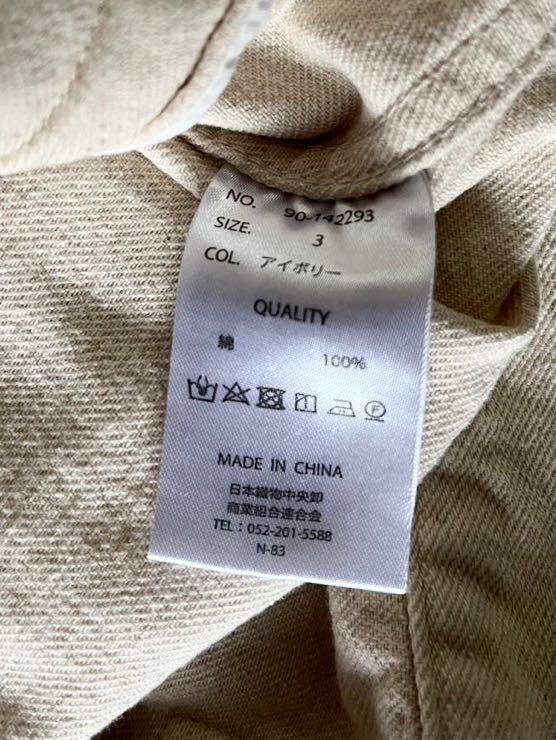 NO. 90-142293
SIZE. 3
COL. アイボリー
QUALITY
綿 100%
F
MADE IN CHINA
日本織物中央卸
商業組合連合会
TEL：052-201-5588
N-83